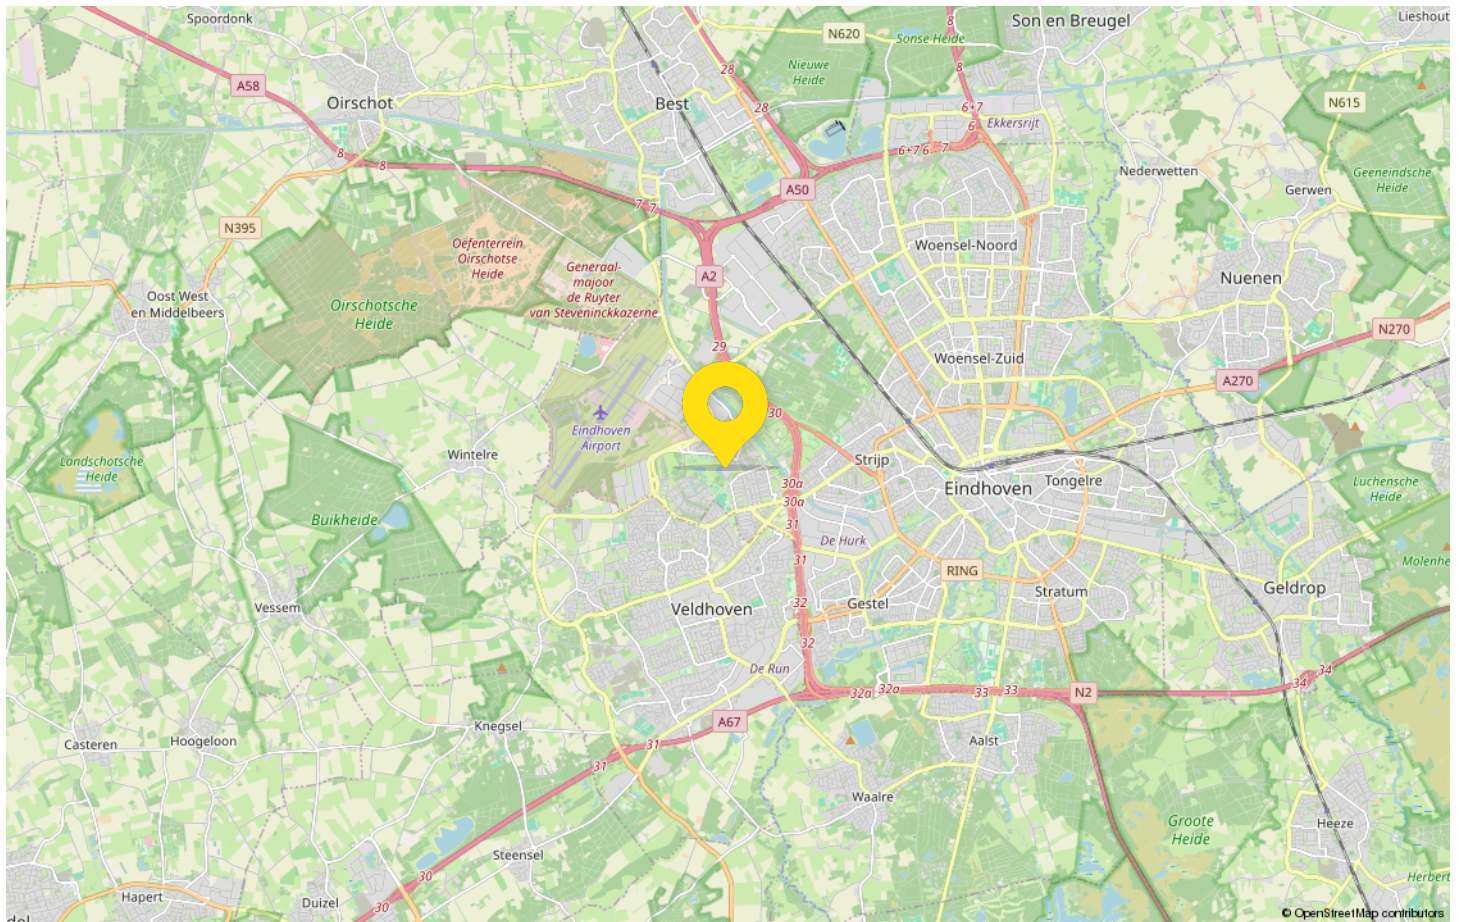 Spoordonk
Son en Breugel
Lieshout
8
N620
Sonse Heide
28
8
Nieuwe
Heide
A58
Oirschot
Best
28
6+7
6
Ekkersrijt
N615
8
8
6+7
6
7
Nederwetten
Geeneindsche
Heide
A50
Gerwen
7
7
N395
Oefenterrein
Oirschotse
Heide
Woensel-Noord
Generaal-
majoor
de Ruyter
van Steveninckkazerne
A2
Nuenen
Oost West
en Middelbeers
Oirschotsche
Heide
N270
29
Woensel-Zuid
A270
30
Eindhoven
Airport
Landschotsche
Heide
Wintelre
Strijp
30a
Eindhoven
Tongelre
Luchensche
Heide
30a
Buikheide
31
De Hurk
31
Molenhe
RING
Geldrop
Vessem
Veldhoven
32
Gestel
Stratum
32
De Run
34
34
32a
32a
33
33
N2
Knegsel
A67
Casteren
Hoogeloon
31
31
Aalst
Waalre
Groote
Heide
Heeze
Steensel
30
Hapert
Duizel
30
Herbert
del
© OpenStreetMap contributors